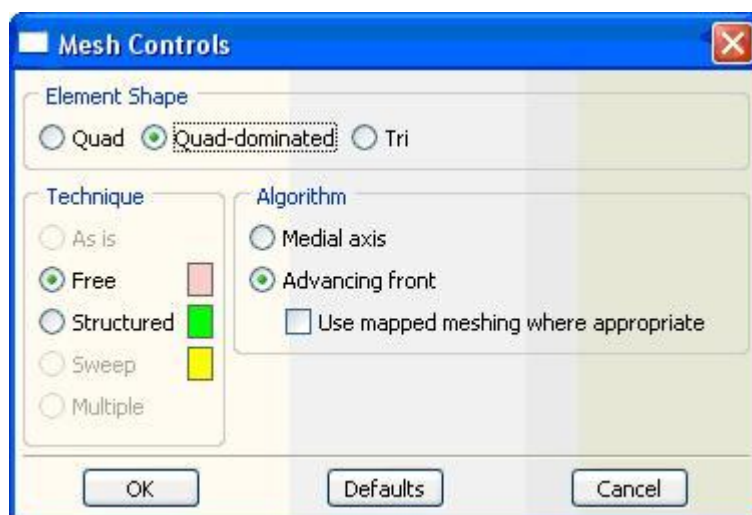 Mesh Controls
Element Shape
Quad Quad-dominated Tri
Technique
As is
Free
Structured
Sweep
Multiple
Algorithm
Medial axis
Advancing front
Use mapped meshing where appropriate
OK Defaults Cancel